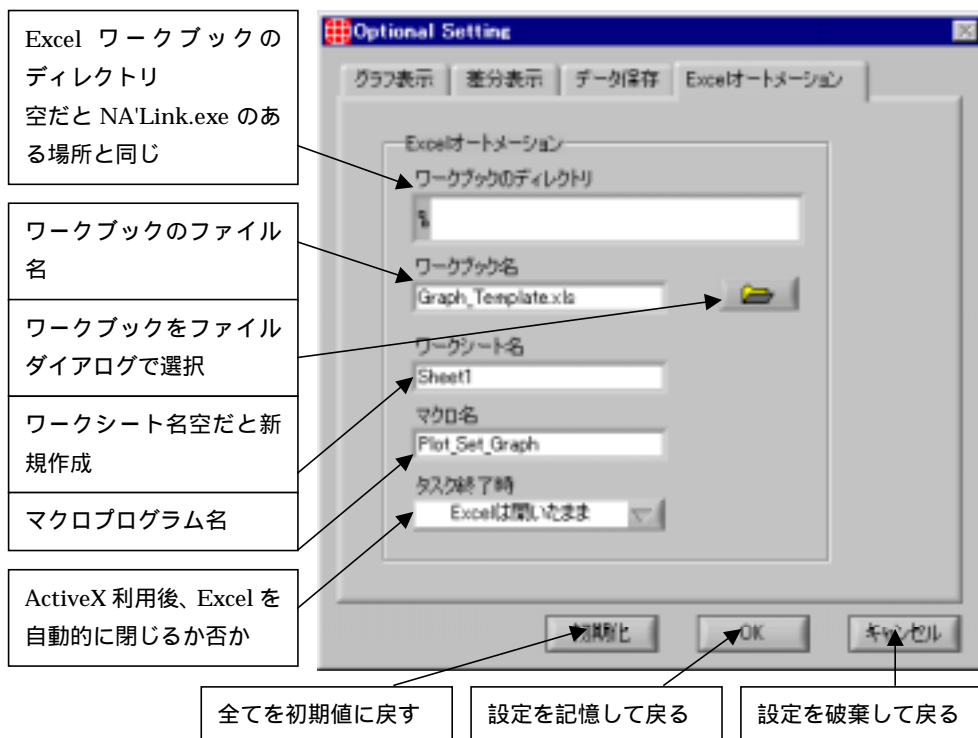 Excel ワークブックの
ディレクトリ
空だと NA'Link.exe のあ
る場所と同じ
ワークブックのファイル
名
ワークブックをファイル
ダイアログで選択
ワークシート名空だと新
規作成
マクロプログラム名
ActiveX 利用後、Excel を
自動的に閉じるか否か
Optional Setting
グラフ表示 差分表示 データ保存 Excelオートメーション
Excelオートメーション
ワークブックのディレクトリ
ワークブック名
Graph_Template.xls
ワークシート名
Sheet1
マクロ名
Plot_Set_Graph
タスク終了時
Excelは開いたまま
初期化 OK キャンセル
全てを初期値に戻す 設定を記憶して戻る 設定を破棄して戻る